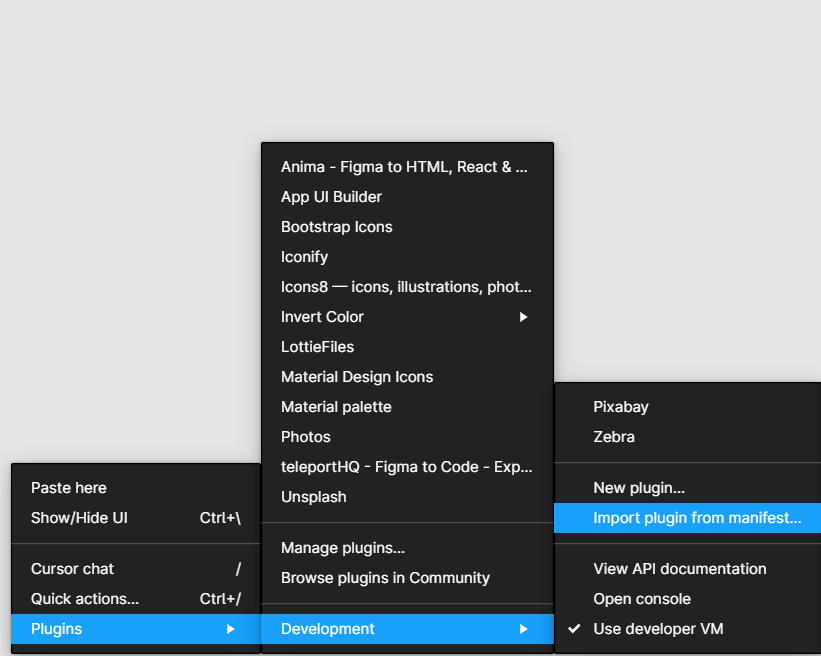 Paste here
Show/Hide UI Ctrl+\
Cursor chat /
Quick actions... Ctrl+/
Plugins
Anima - Figma to HTML, React & ...
App UI Builder
Bootstrap Icons
Iconify
Icons8 — icons, illustrations, phot...
Invert Color
LottieFiles
Material Design Icons
Material palette
Photos
teleportHQ - Figma to Code - Exp...
Unsplash
Manage plugins...
Browse plugins in Community
Development
Pixabay
Zebra
New plugin...
Import plugin from manifest...
View API documentation
Open console
Use developer VM